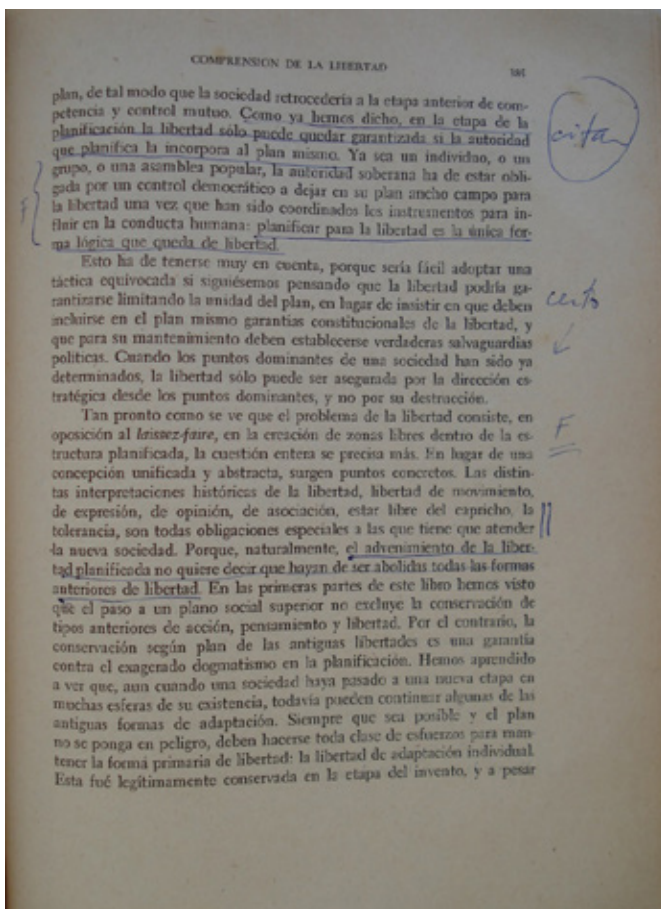 COMPRENSION DE LA LIBERTAD
plan, de tal modo que la sociedad retrocedería a la etapa anterior de com-
petencia y control mutuo. Como ya hemos dicho, en la etapa de la
planificación la libertad sólo puede quedar garantizada si la autoridad
que planifica la incorpora al plan mismo. Ya sea un individuo, o un
grupo, o una asamblea popular, la autoridad soberana ha de estar obli-
gada por un control democrático a dejar en su plan ancho campo para
la libertad una vez que han sido coordinados los instrumentos para in-
fluir en la conducta humana: planificar para la libertad es la única for-
ma lógica que queda de libertad.
citar
F
Esto ha de tenerse muy en cuenta, porque sería fácil adoptar una
táctica equivocada si siguiésemos pensando que la libertad podría ga-
rantizarse limitando la unidad del plan, en lugar de insistir en que deben
incluirse en el plan mismo garantías constitucionales de la libertad, y
que para su mantenimiento deben establecerse verdaderas salvaguardias
políticas. Cuando los puntos dominantes de una sociedad han sido ya
determinados, la libertad sólo puede ser asegurada por la dirección es-
tratégica desde los puntos dominantes, y no por su destrucción.
Tan pronto como se ve que el problema de la libertad consiste, en
oposición al laissez-faire, en la creación de zonas libres dentro de la es-
tructura planificada, la cuestión entera se precisa más. En lugar de una
concepción unificada y abstracta, surgen puntos concretos. Las distin-
tas interpretaciones históricas de la libertad, libertad de movimiento,
de expresión, de opinión, de asociación, estar libre del capricho, la
tolerancia, son todas obligaciones especiales a las que tiene que atender
la nueva sociedad. Porque, naturalmente, el advenimiento de la liber-
tad planificada no quiere decir que hayan de ser abolidas todas las formas
anteriores de libertad. En las primeras partes de este libro hemos visto
que el paso a un plano social superior no excluye la conservación de
tipos anteriores de acción, pensamiento y libertad. Por el contrario, la
conservación según plan de las antiguas libertades es una garantía
contra el exagerado dogmatismo en la planificación. Hemos aprendido
a ver que, aun cuando una sociedad haya pasado a una nueva etapa en
muchas esferas de su existencia, todavía pueden continuar algunas de las
antiguas formas de adaptación. Siempre que sea posible y el plan
no se ponga en peligro, deben hacerse toda clase de esfuerzos para man-
tener la forma primaria de libertad: la libertad de adaptación individual.
Esta fué legítimamente conservada en la etapa del invento, y a pesar
F